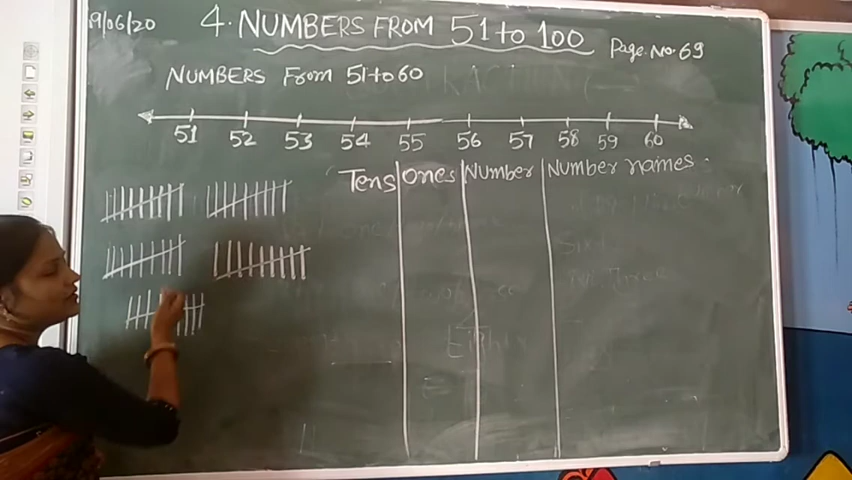 9/06/20
4. NUMBERS FROM 51 to 100
Page. No. 69
NUMBERS From 51 to 60
51 52 53 54 55 56 57 58 59 60
Tens Ones Number Number names